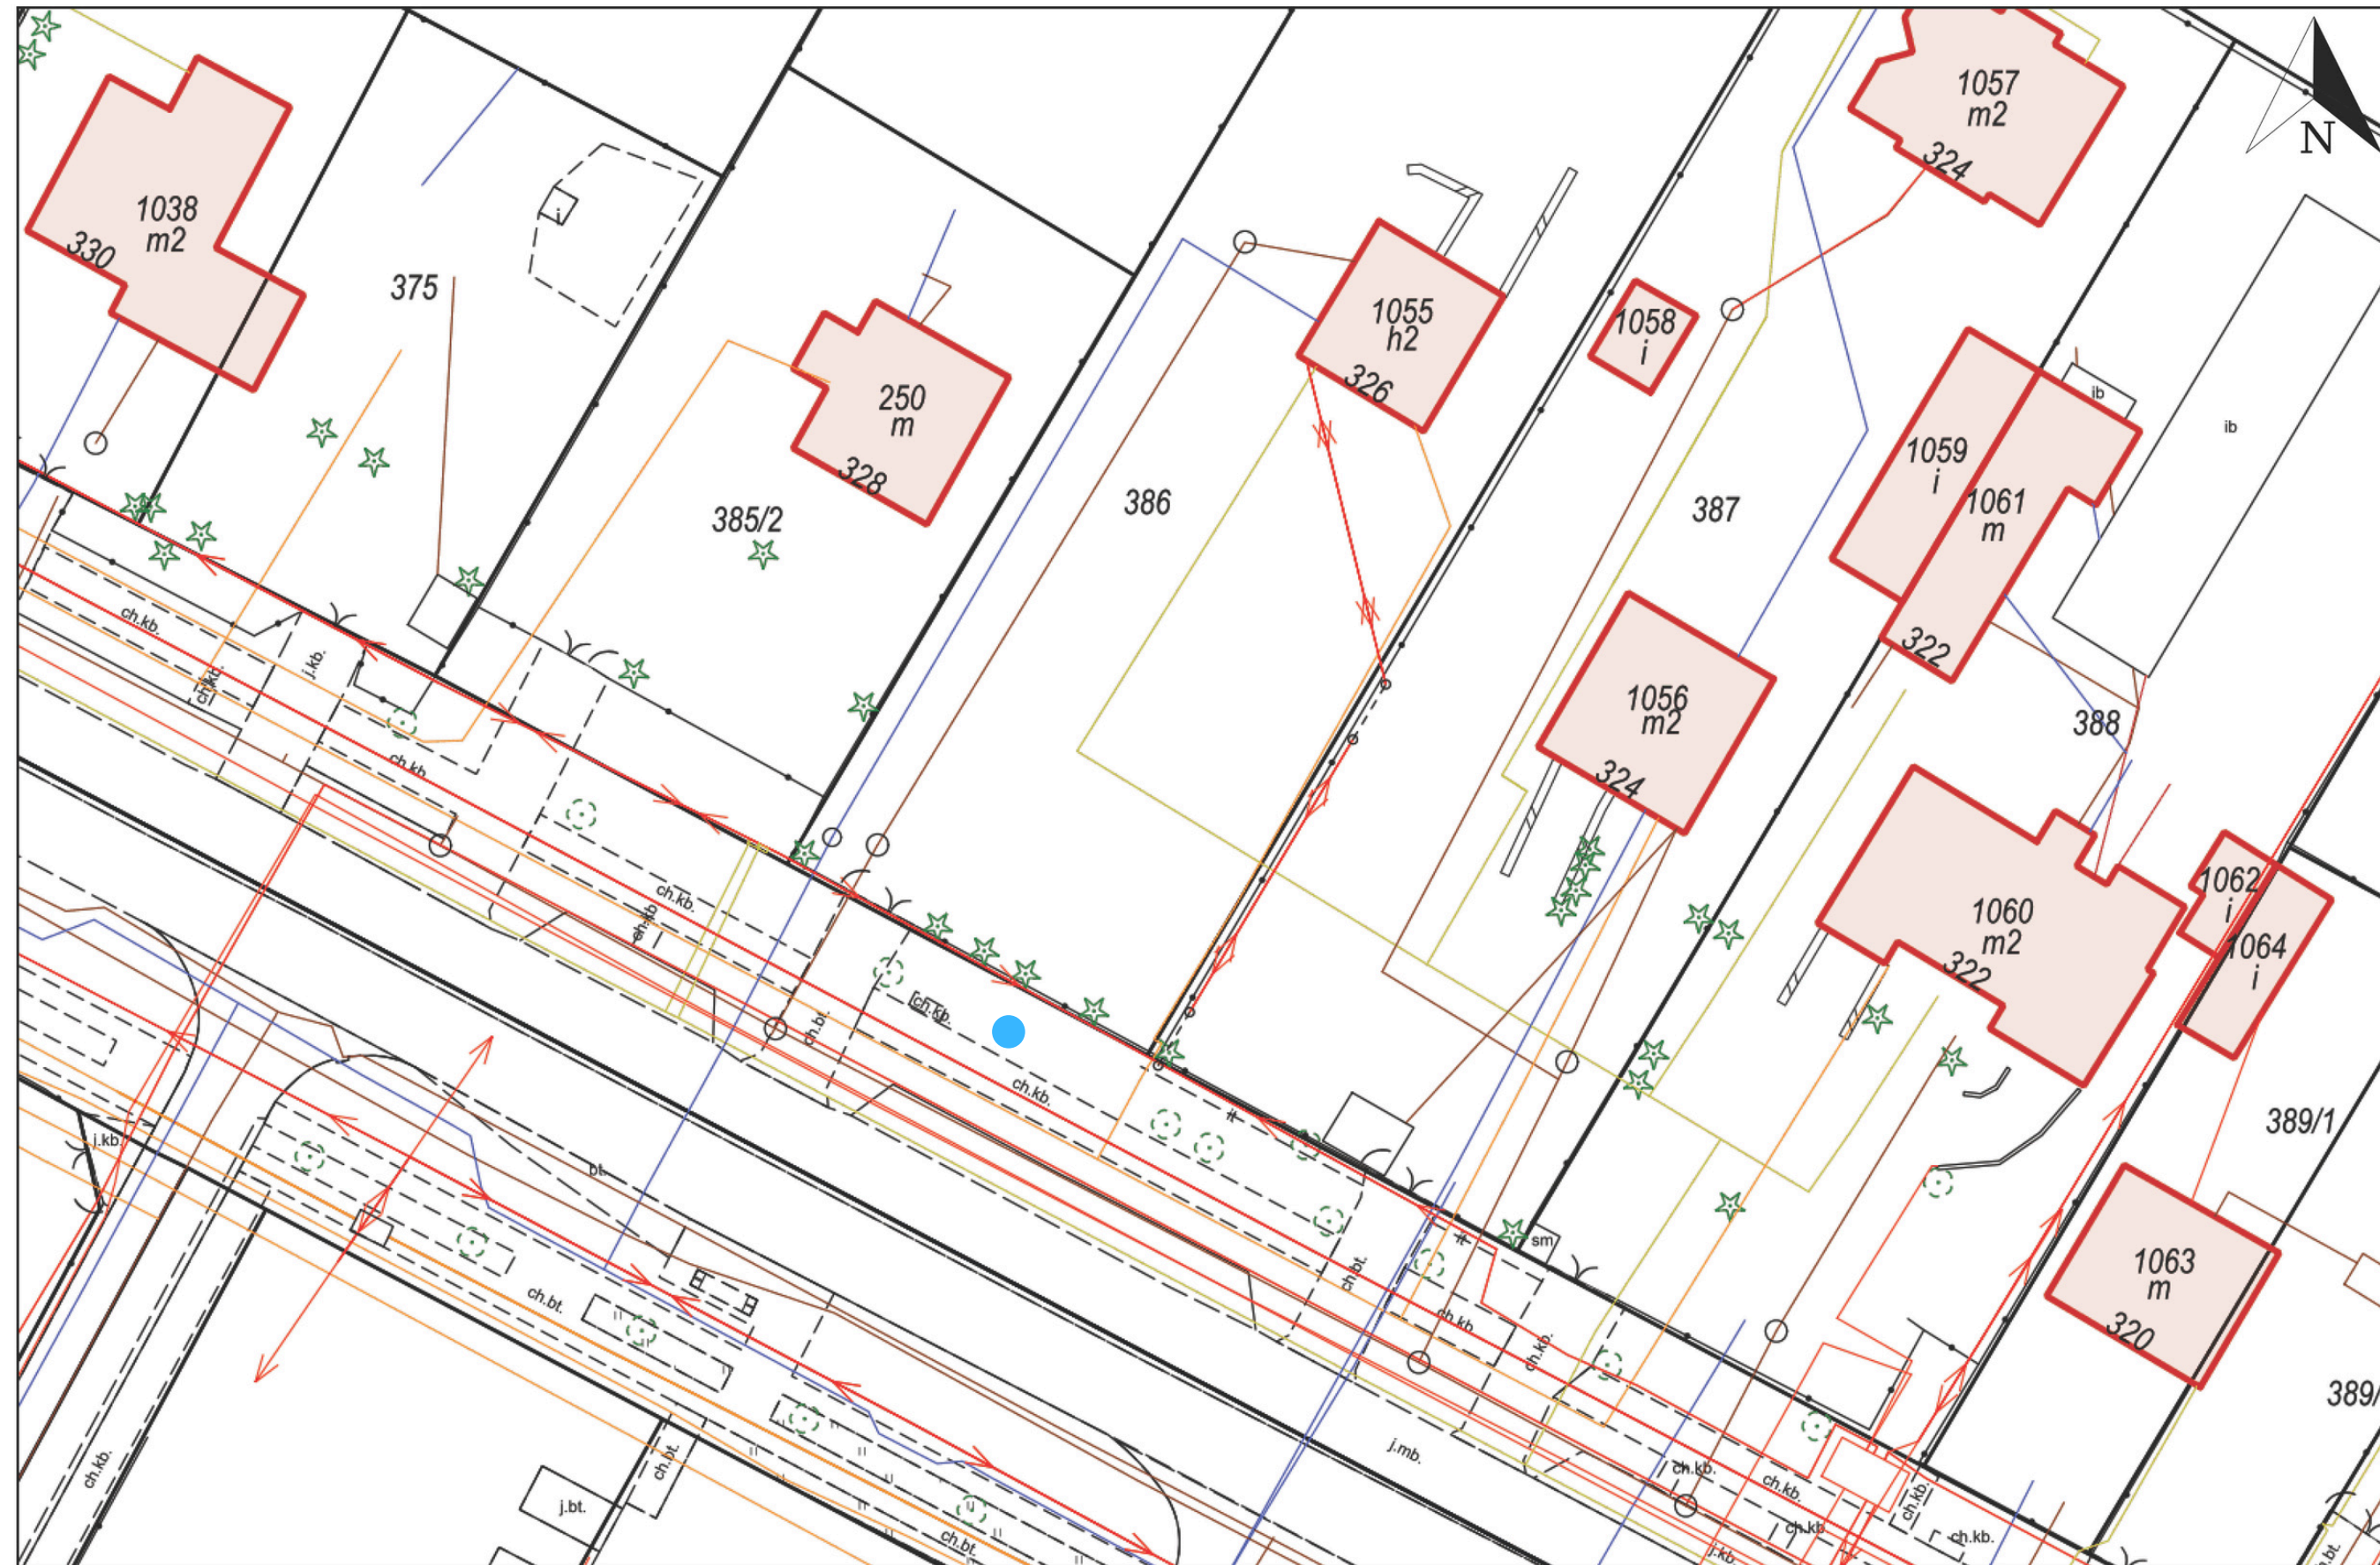 1057
m2
324
N
1038
m2
330
i
375
1055
h2
326
1058
i
250
m
328
ib
ib
1059
i
1061
m
322
386
387
385/2
1056
m2
324
388
ch.kb.
j.kb.
ch.kb.
ch.kb.
1062
i
1064
i
1060
m2
322
ch.kb.
ch.kb.
ch.kb.
ch.bt.
ch.kb.
389/1
j.kb.
bt.
sm
1063
m
320
ch.bt.
ch.bt.
ch.kb.
ch.kb.
389/
j.mb.
ch.kb.
ch.bt.
ch.kb.
ch.kb.
ch.kb.
j.bt.
ch.kb.
ch.kb.
ch.bt.
j.kb.
ch.bt.